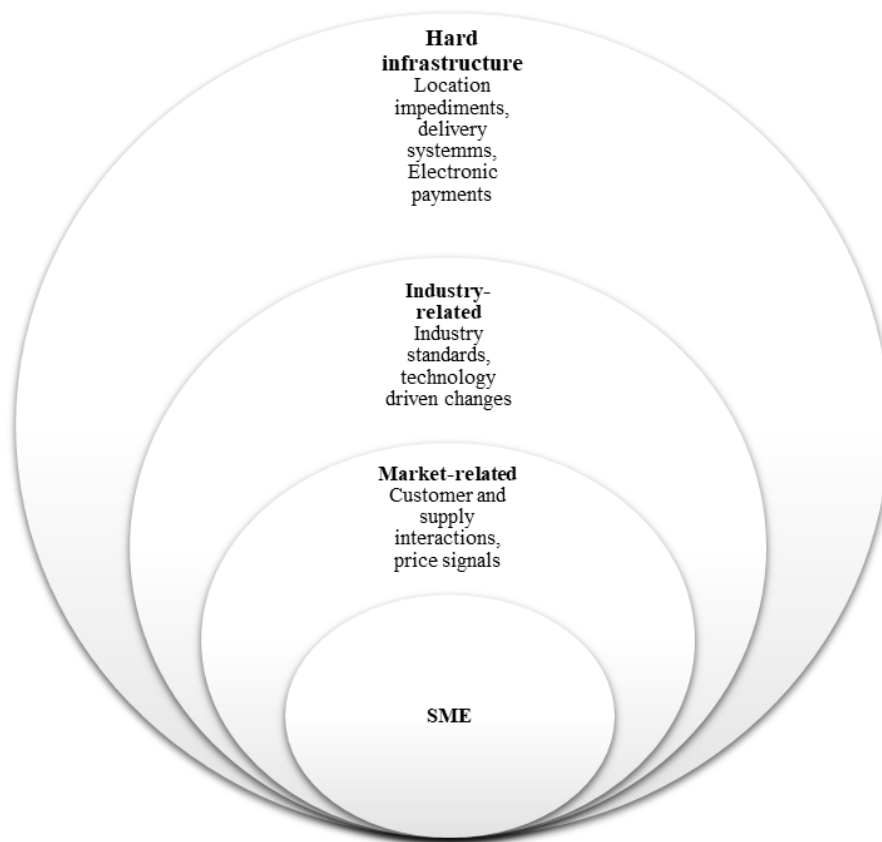 Hard
infrastructure
Location
impediments,
delivery
systemms,
Electronic
payments
Industry-
related
Industry
standards,
technology
driven changes
Market-related
Customer and
supply
interactions,
price signals
SME